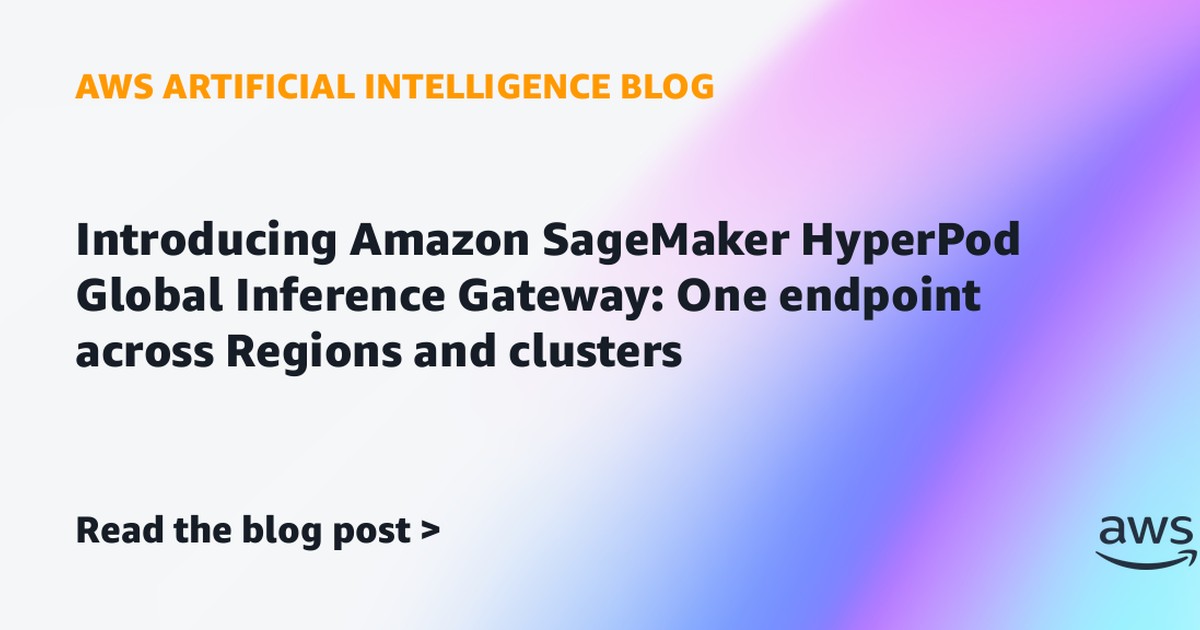 AWS ARTIFICIAL INTELLIGENCE BLOG
Introducing Amazon SageMaker HyperPod
Global Inference Gateway: One endpoint
across Regions and clusters
Read the blog post >
aws